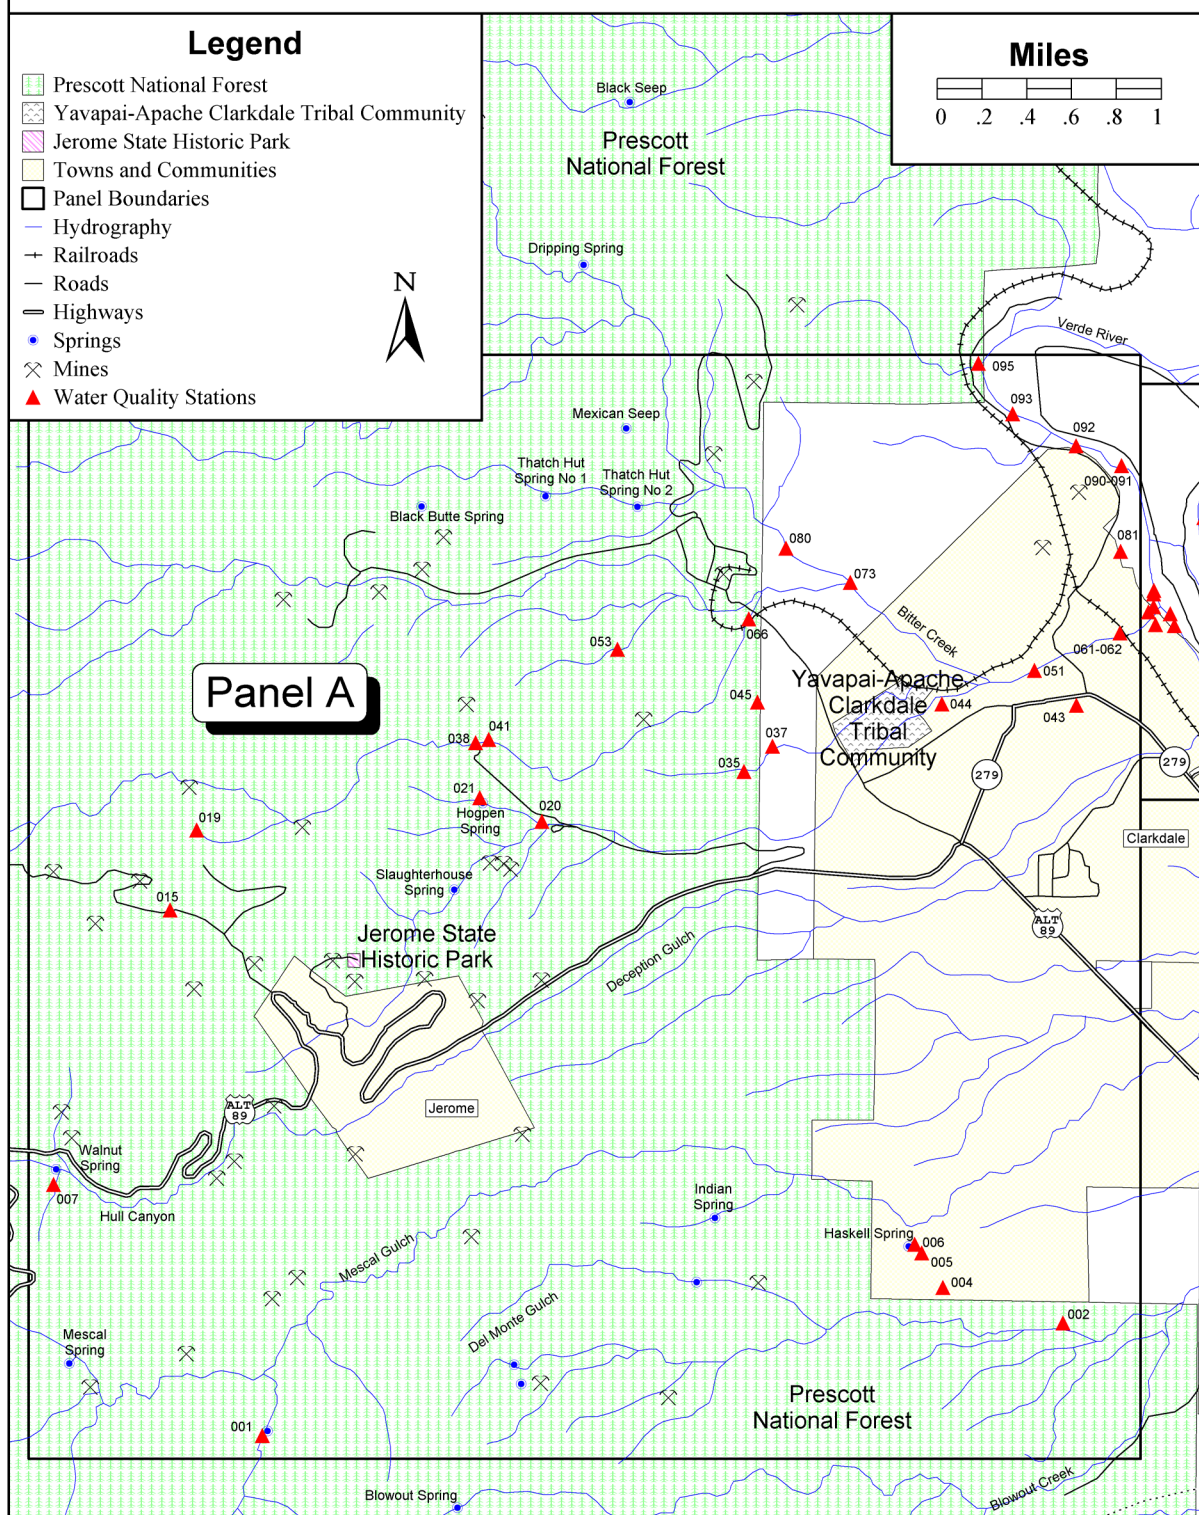 Legend
Prescott National Forest
Yavapai-Apache Clarkdale Tribal Community
Jerome State Historic Park
Towns and Communities
Panel Boundaries
Hydrography
Railroads
Roads
Highways
Springs
Mines
Water Quality Stations
N
Miles
0 .2 .4 .6 .8 1
Black Seep
Prescott
National Forest
Dripping Spring
Verde River
095
093
Mexican Seep
092
Thatch Hut
Spring No 1
Thatch Hut
Spring No 2
090-091
Black Butte Spring
081
080
073
Bitter Creek
066
053
061-062
Panel A
051
Yavapai-Apache
Clarkdale
Tribal
Community
045
044
043
041
038
037
035
279
279
021
Hogpen
Spring
020
019
Clarkdale
Slaughterhouse
Spring
015
ALT
89
Jerome State
Historic Park
Deception Gulch
ALT
89
Jerome
Walnut
Spring
007
Hull Canyon
Indian
Spring
Haskell Spring
006
005
004
Mescal Gulch
002
Del Monte Gulch
Mescal
Spring
Prescott
National Forest
001
Blowout Spring
Blowout Creek